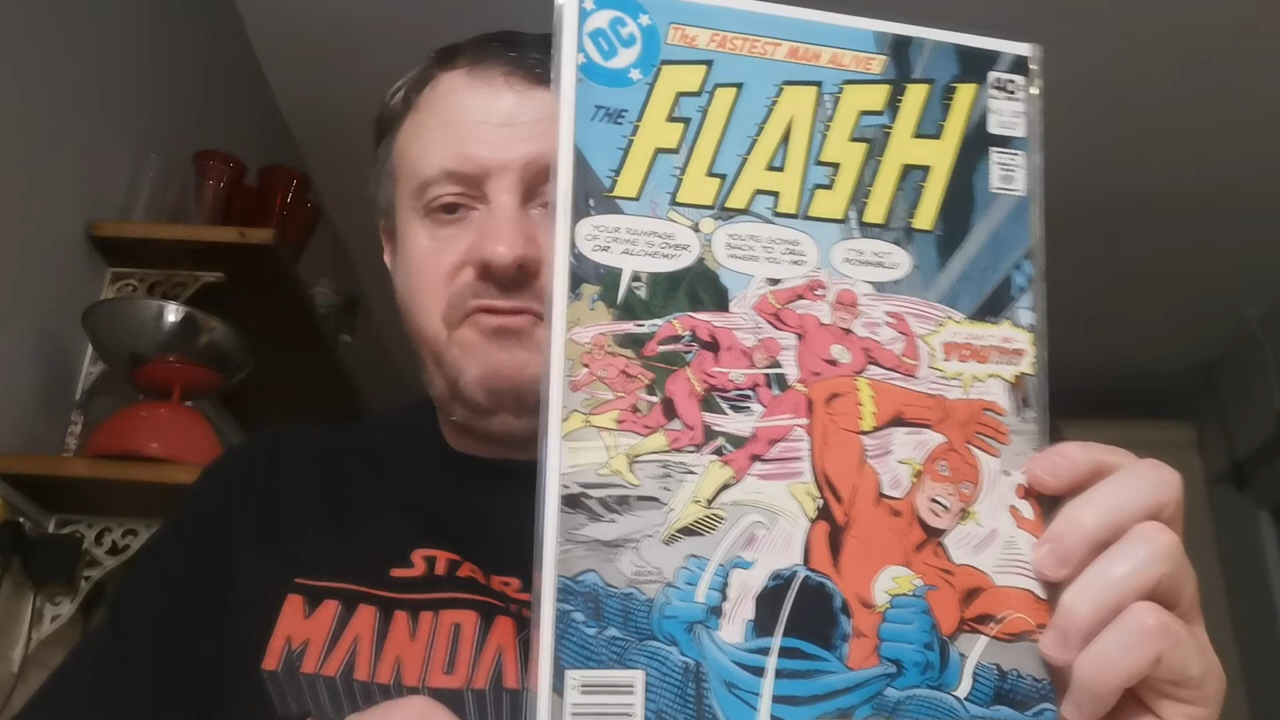 DC
The FASTEST MAN ALIVE!
THE FLASH
40¢
YOUR RAMPAGE
OF CRIME IS OVER,
DR. ALCHEMY!
YOU'RE GOING
BACK TO JAIL
WHERE YOU--NO!
IT'S NOT
POSSIBLE!
STAR
MANDA